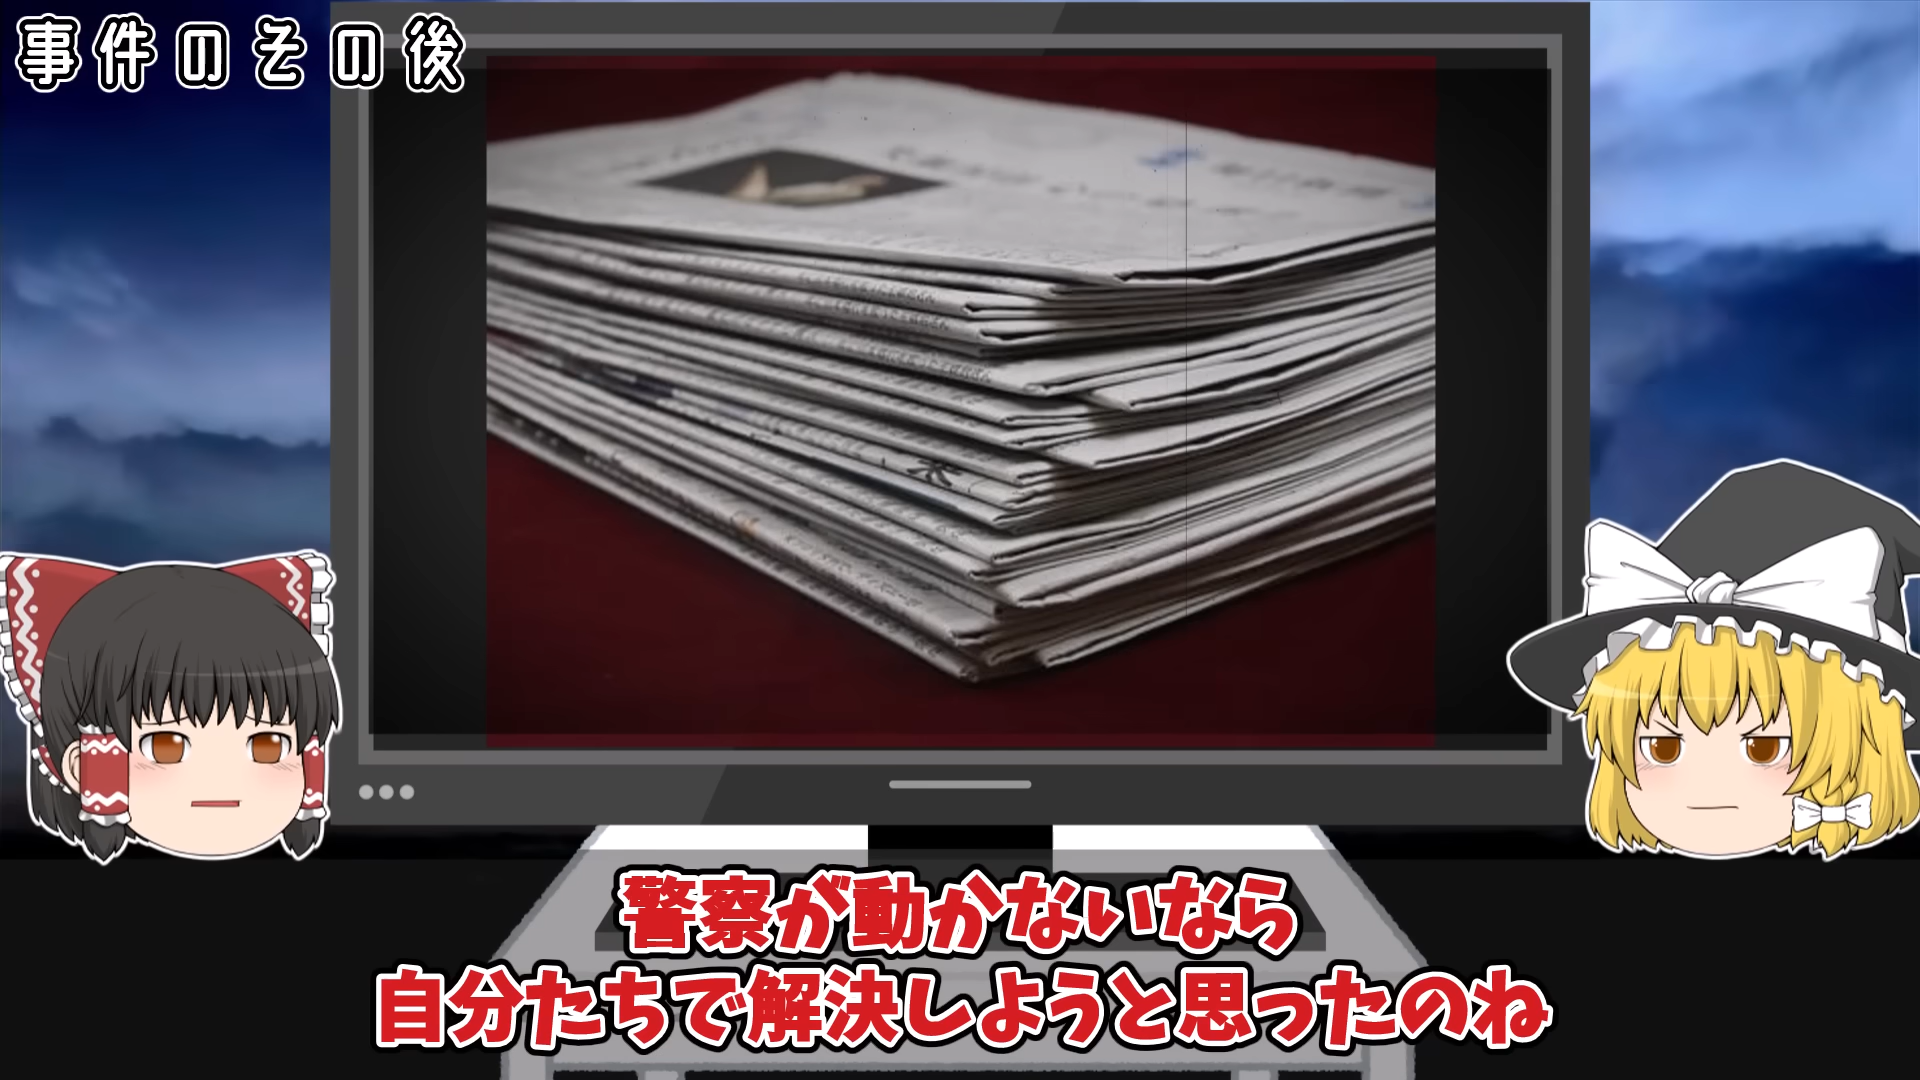 事件のその後
警察が動かないなら
自分たちで解決しようと思ったのね